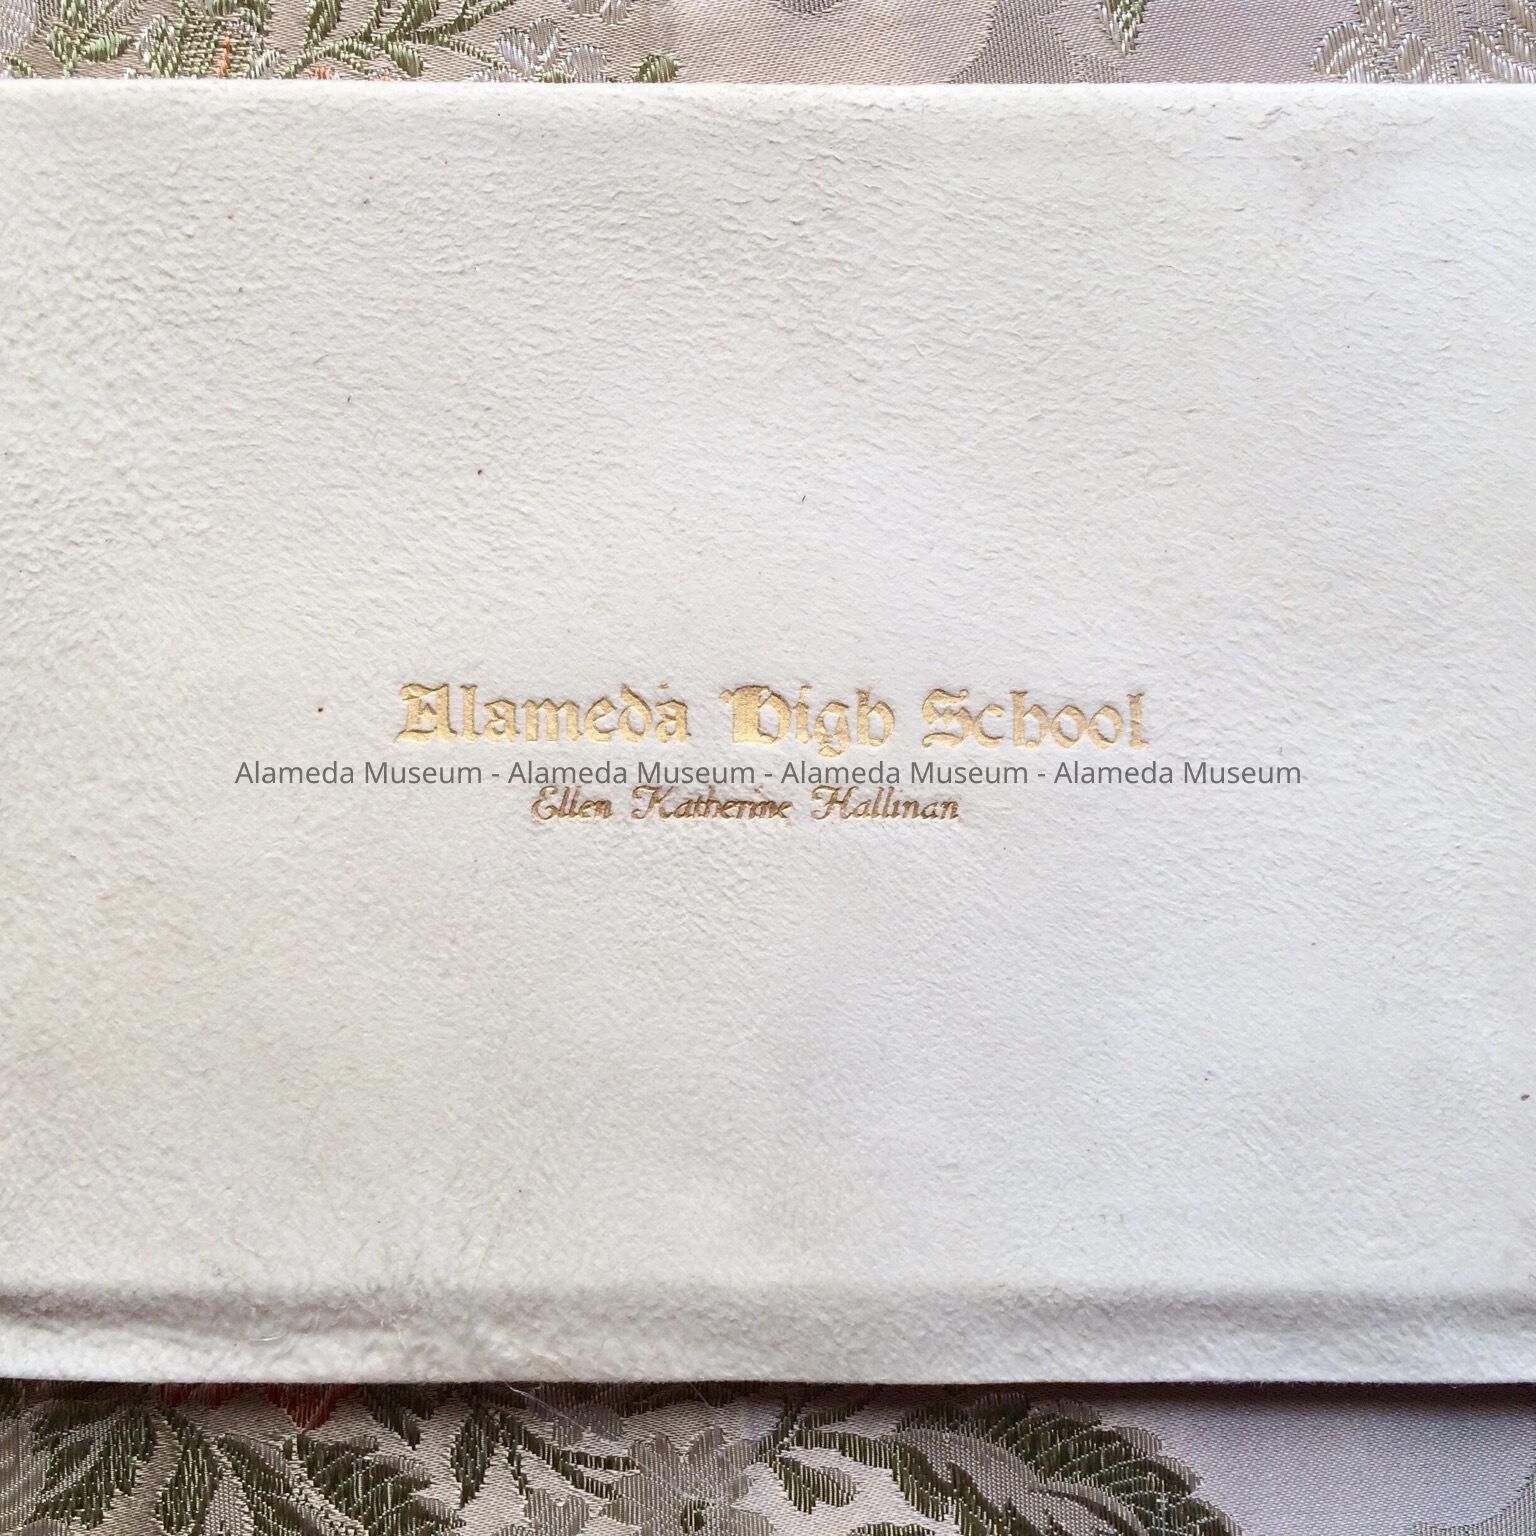 Alameda High School
Alameda Museum - Alameda Museum - Alameda Museum - Alameda Museum
Ellen Katherine Hallinan